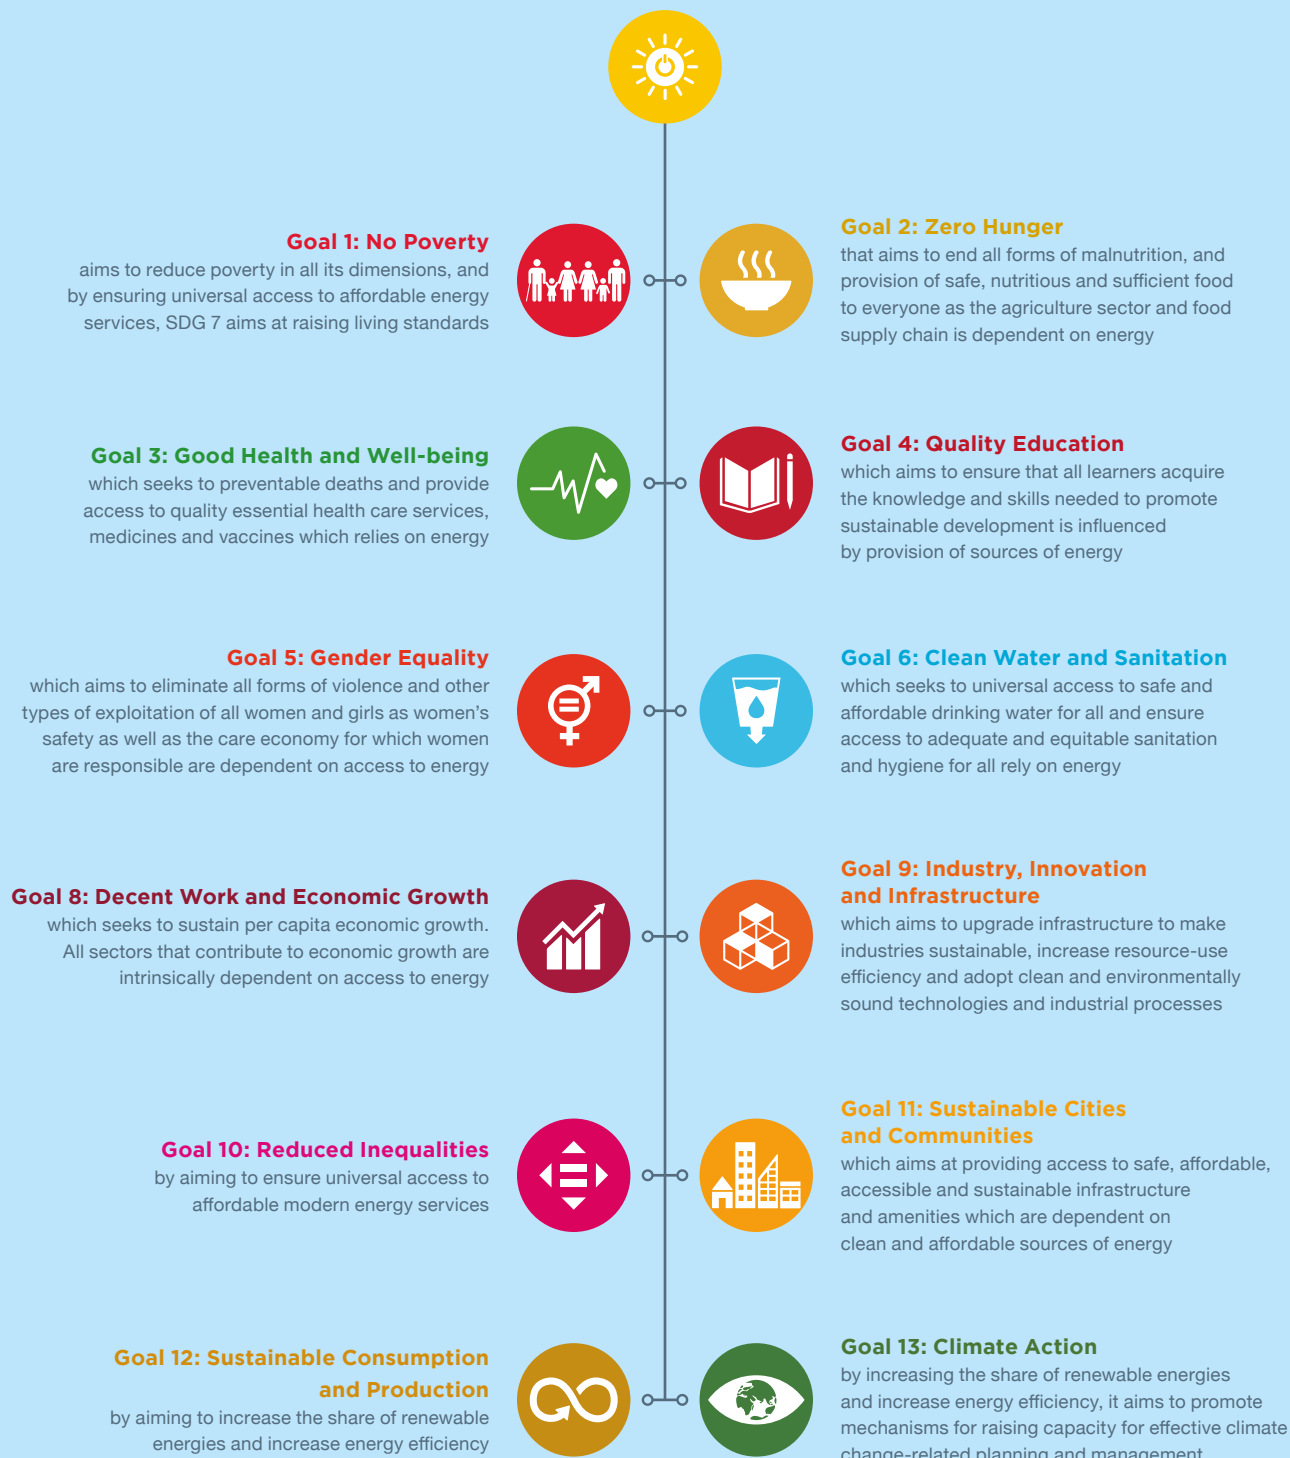 Goal 1: No Poverty
aims to reduce poverty in all its dimensions, and
by ensuring universal access to affordable energy
services, SDG 7 aims at raising living standards
Goal 2: Zero Hunger
that aims to end all forms of malnutrition, and
provision of safe, nutritious and sufficient food
to everyone as the agriculture sector and food
supply chain is dependent on energy
Goal 3: Good Health and Well-being
which seeks to preventable deaths and provide
access to quality essential health care services,
medicines and vaccines which relies on energy
Goal 4: Quality Education
which aims to ensure that all learners acquire
the knowledge and skills needed to promote
sustainable development is influenced
by provision of sources of energy
Goal 5: Gender Equality
which aims to eliminate all forms of violence and other
types of exploitation of all women and girls as women's
safety as well as the care economy for which women
are responsible are dependent on access to energy
Goal 6: Clean Water and Sanitation
which seeks to universal access to safe and
affordable drinking water for all and ensure
access to adequate and equitable sanitation
and hygiene for all rely on energy
Goal 8: Decent Work and Economic Growth
which seeks to sustain per capita economic growth.
All sectors that contribute to economic growth are
intrinsically dependent on access to energy
Goal 9: Industry, Innovation
and Infrastructure
which aims to upgrade infrastructure to make
industries sustainable, increase resource-use
efficiency and adopt clean and environmentally
sound technologies and industrial processes
Goal 10: Reduced Inequalities
by aiming to ensure universal access to
affordable modern energy services
Goal 11: Sustainable Cities
and Communities
which aims at providing access to safe, affordable,
accessible and sustainable infrastructure
and amenities which are dependent on
clean and affordable sources of energy
Goal 12: Sustainable Consumption
and Production
by aiming to increase the share of renewable
energies and increase energy efficiency
Goal 13: Climate Action
by increasing the share of renewable energies
and increase energy efficiency, it aims to promote
mechanisms for raising capacity for effective climate
change-related planning and management